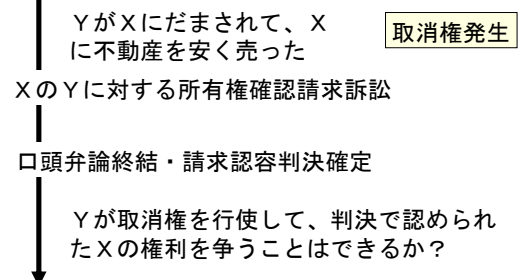 YがXにだまされて、X
に不動産を安く売った
取消権発生
XのYに対する所有権確認請求訴訟
口頭弁論終結・請求認容判決確定
Yが取消権を行使して、判決で認められ
たXの権利を争うことはできるか？